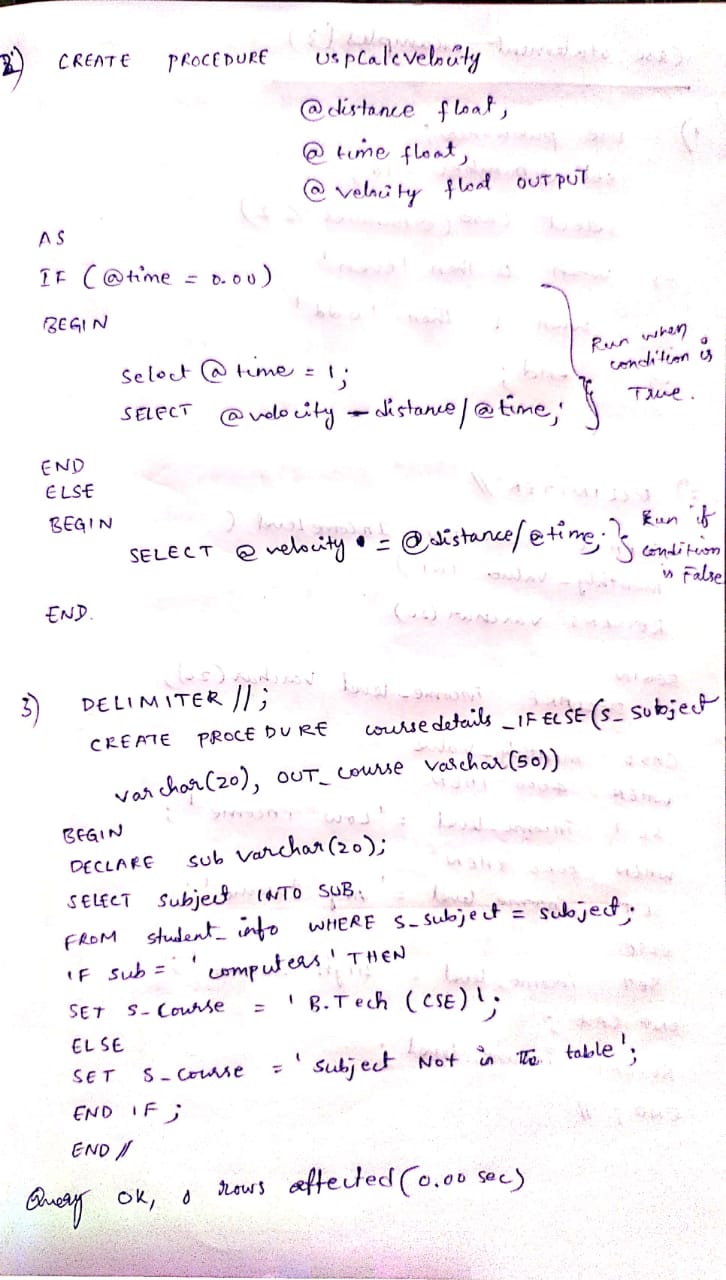 2) CREATE PROCEDURE uspCalcVelocity
@distance float,
@time float,
@velocity float OUTPUT
AS
IF (@time = 0.00)
BEGIN
Select @time = 1;
SELECT @velocity = distance/@time;
} Run when condition is True.
END
ELSE
BEGIN
SELECT @velocity = @distance/@time; } Run if condition is False
END.
3) DELIMITER //;
CREATE PROCEDURE coursedetails_IFELSE(s_subject
varchar(20), OUT_course varchar(50))
BEGIN
DECLARE sub varchar(20);
SELECT subject INTO SUB;
FROM student_info WHERE s_subject = subject;
IF sub = 'computers' THEN
SET s-course = 'B.Tech (CSE)';
ELSE
SET s-course = 'subject Not in the table';
END IF;
END //
Query OK, 0 rows affected (0.00 sec)